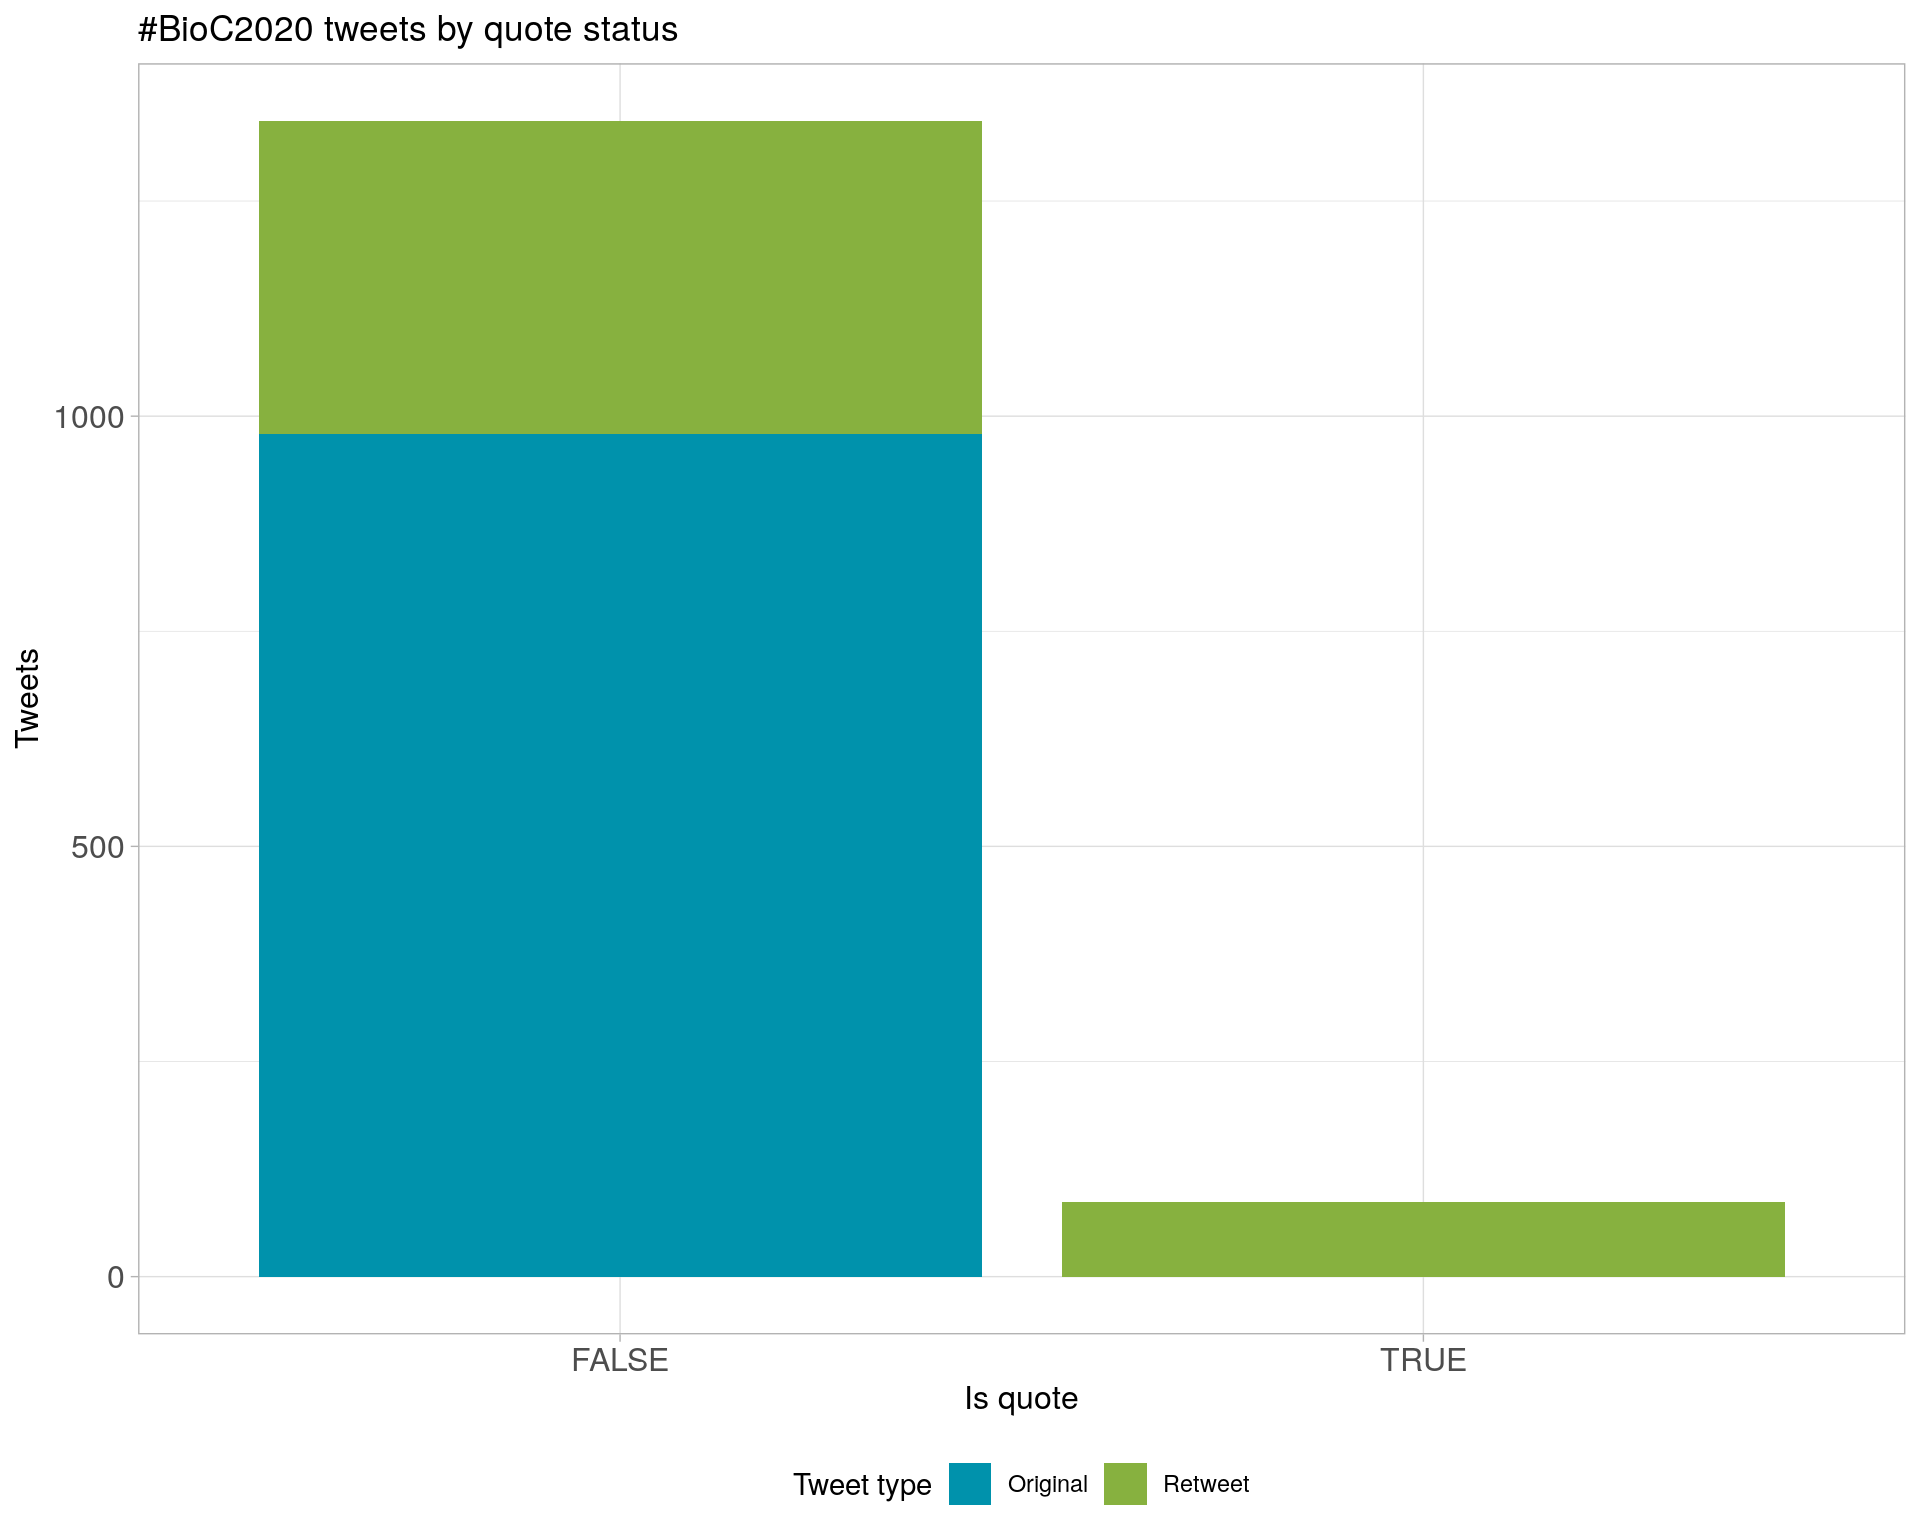 #BioC2020 tweets by quote status
Tweets
1000
500
0
FALSE TRUE
Is quote
Tweet type Original Retweet